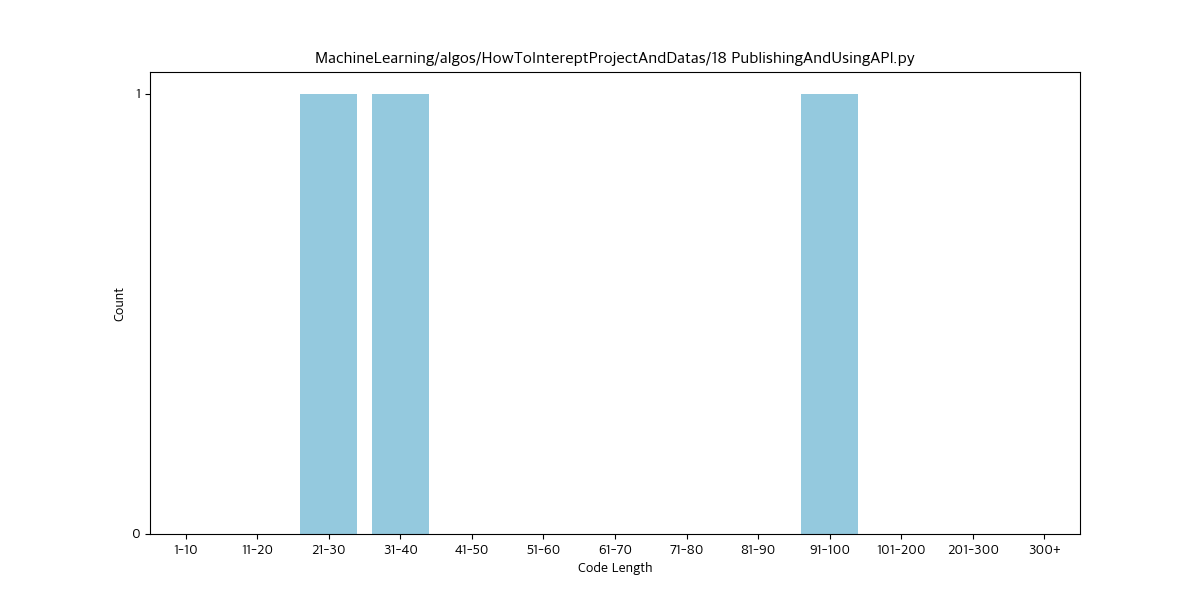 MachineLearning/algos/HowToIntereptProjectAndDatas/18 PublishingAndUsingAPI.py
1
Count
0
1-10 11-20 21-30 31-40 41-50 51-60 61-70 71-80 81-90 91-100 101-200 201-300 300+
Code Length